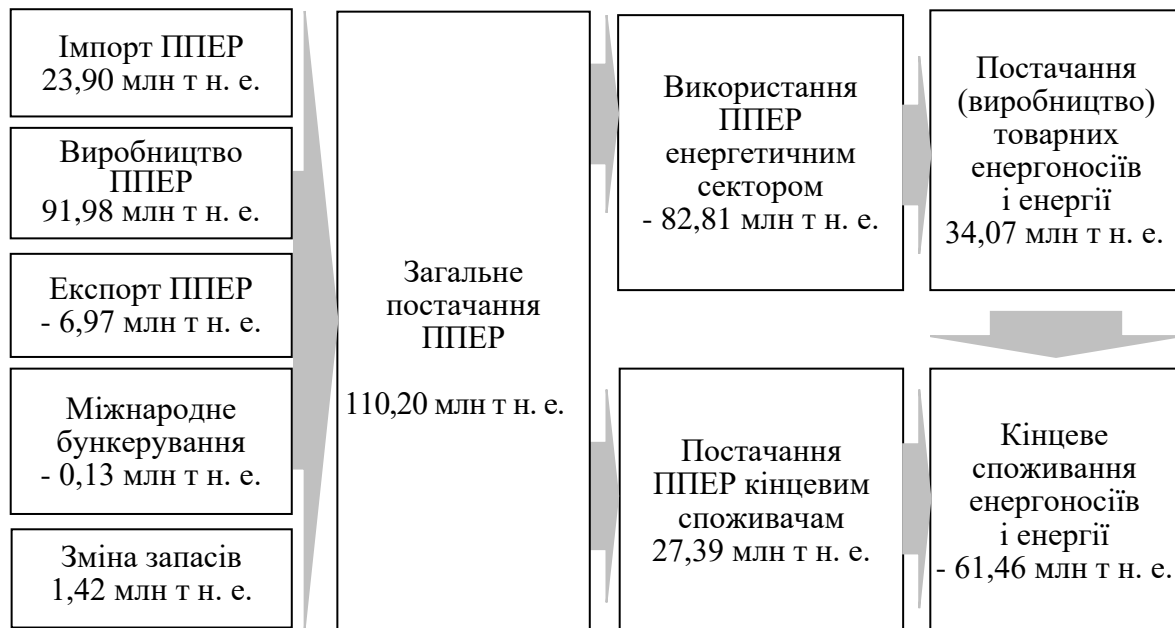 Імпорт ППЕР
23,90 млн т н. е.
Виробництво
ППЕР
91,98 млн т н. е.
Експорт ППЕР
- 6,97 млн т н. е.
Міжнародне
бункерування
- 0,13 млн т н. е.
Зміна запасів
1,42 млн т н. е.
Загальне
постачання
ППЕР
110,20 млн т н. е.
Використання
ППЕР
енергетичним
сектором
- 82,81 млн т н. е.
Постачання
(виробництво)
товарних
енергоносіїв
і енергії
34,07 млн т н. е.
Постачання
ППЕР кінцевим
споживачам
27,39 млн т н. е.
Кінцеве
споживання
енергоносіїв
і енергії
- 61,46 млн т н. е.